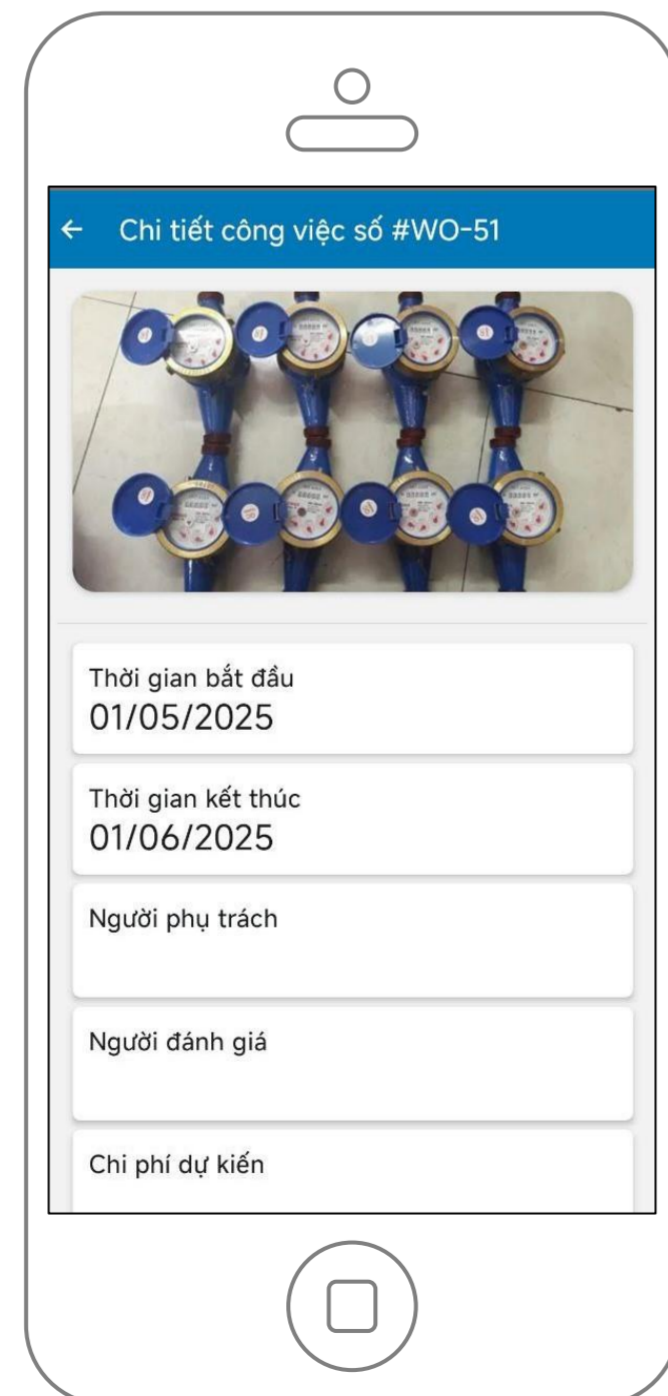 Chi tiết công việc số #WO-51
Thời gian bắt đầu
01/05/2025
Thời gian kết thúc
01/06/2025
Người phụ trách
Người đánh giá
Chi phí dự kiến